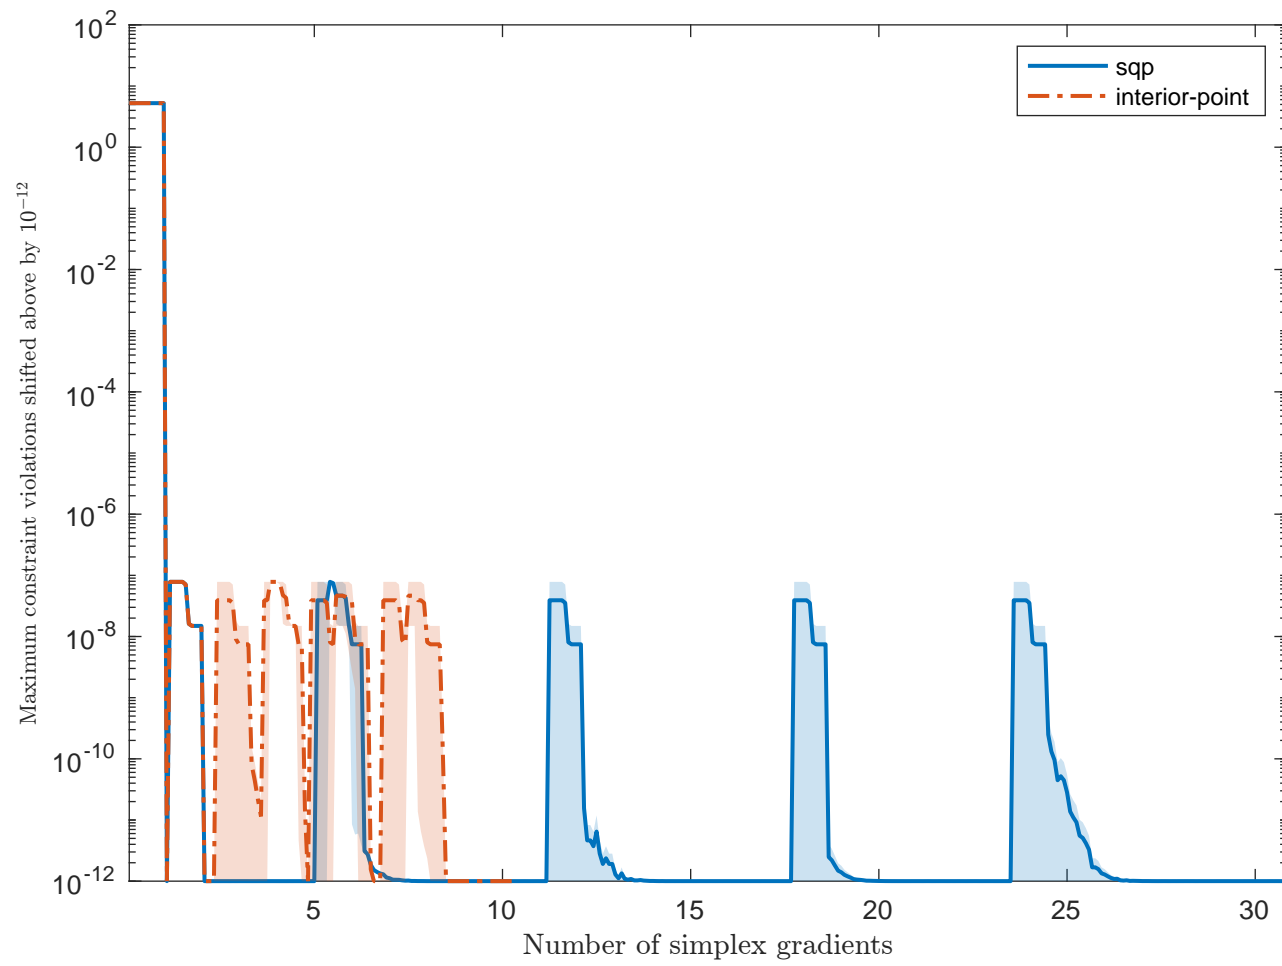 10^2
10^0
10^-2
10^-4
10^-6
10^-8
10^-10
10^-12
Maximum constraint violations shifted above by 10^−12
sqp
interior-point
5 10 15 20 25 30
Number of simplex gradients